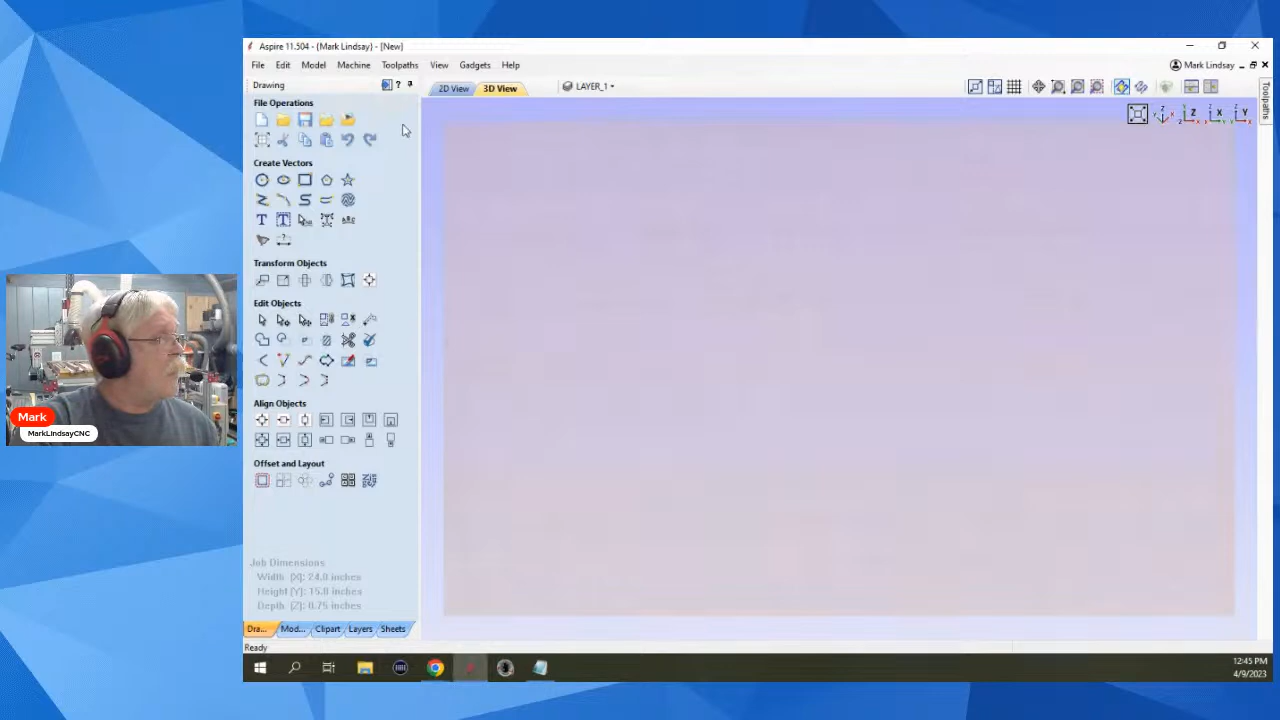 Aspire 11.504 - {Mark Lindsay} - [New]
File Edit Model Machine Toolpaths View Gadgets Help
Mark Lindsay
Drawing
2D View 3D View LAYER_1
Toolpaths
File Operations
Create Vectors
Transform Objects
Edit Objects
Align Objects
Offset and Layout
Job Dimensions
Width (X): 24.0 inches
Height (Y): 15.0 inches
Depth (Z): 0.75 inches
Dra... Mod... Clipart Layers Sheets
Ready
12:45 PM
4/9/2023
Mark
MarkLindsayCNC